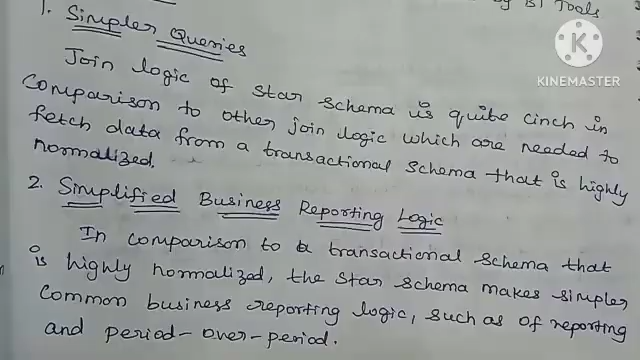 by BI Tools
1. Simpler Queries
Join logic of star schema is quite cinch in
comparison to other join logic which are needed to
fetch data from a transactional schema that is highly
normalized.
2. Simplified Business Reporting Logic
In comparison to a transactional schema that
is highly normalized, the star schema makes simpler
common business reporting logic, such as of reporting
and period-over-period.
K
KINEMASTER